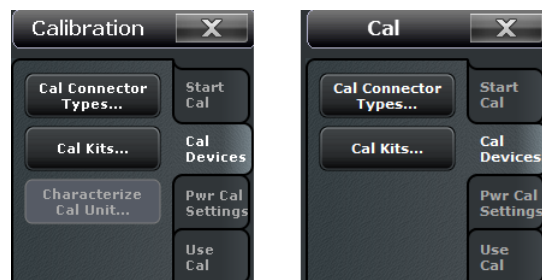 Calibration X
Cal Connector
Types...
Cal Kits...
Characterize
Cal Unit...
Start
Cal
Cal
Devices
Pwr Cal
Settings
Use
Cal
Cal X
Cal Connector
Types...
Cal Kits...
Start
Cal
Cal
Devices
Pwr Cal
Settings
Use
Cal